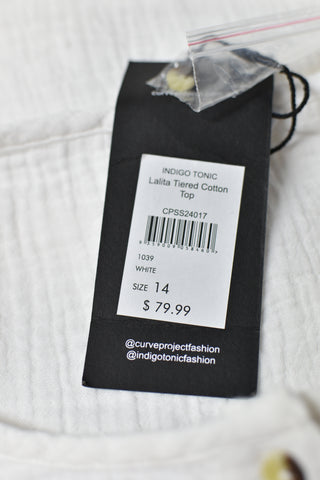 INDIGO TONIC
Lalita Tiered Cotton
Top
CPSS24017
1039
WHITE
SIZE 14
$ 79.99
@curveprojectfashion
@indigotonicfashion